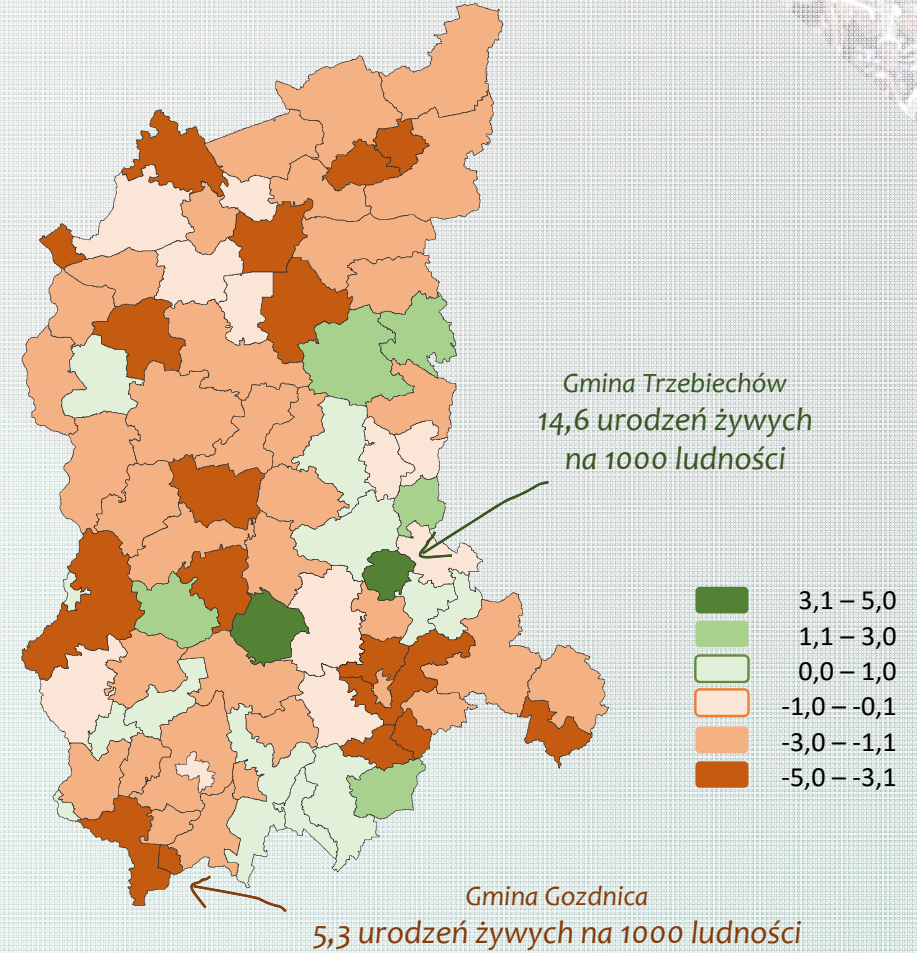 Gmina Trzebiechów
14,6 urodzeń żywych
na 1000 ludności
3,1 – 5,0
1,1 – 3,0
0,0 – 1,0
-1,0 – -0,1
-3,0 – -1,1
-5,0 – -3,1
Gmina Gozdnica
5,3 urodzeń żywych na 1000 ludności